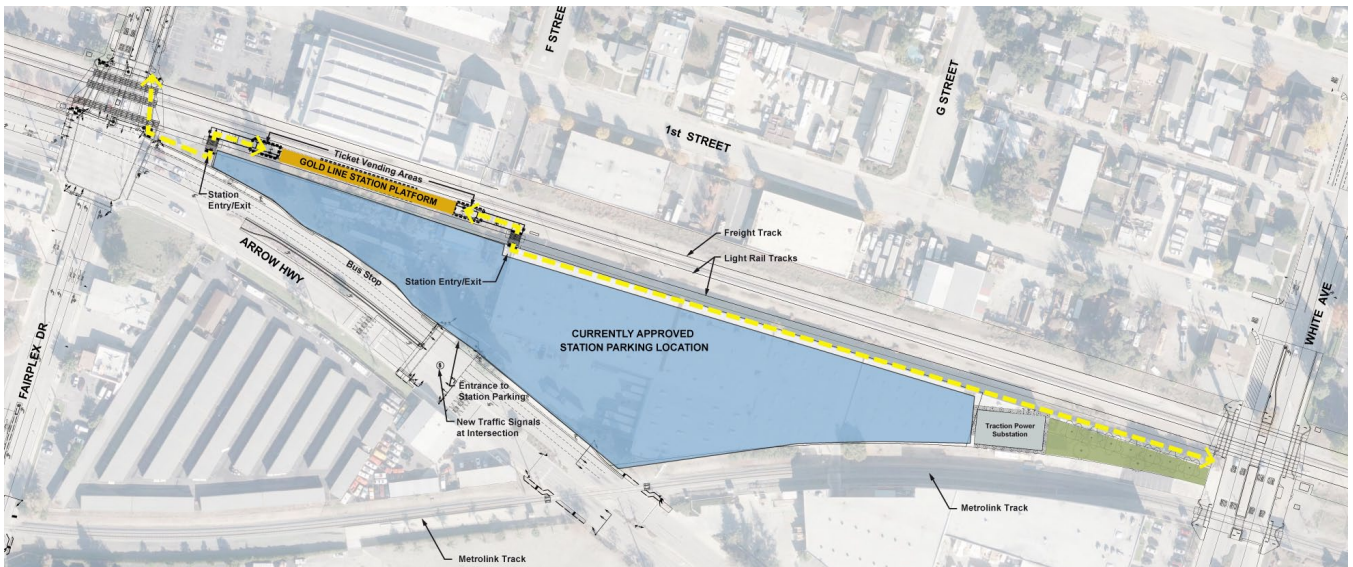 F STREET
G STREET
1st STREET
Ticket Vending Areas
GOLD LINE STATION PLATFORM
Station
Entry/Exit
Freight Track
Light Rail Tracks
ARROW HWY
Bus Stop
Station Entry/Exit
CURRENTLY APPROVED
STATION PARKING LOCATION
WHITE AVE
FAIRPLEX DR
Entrance to
Station Parking
New Traffic Signals
at Intersection
Traction Power
Substation
Metrolink Track
Metrolink Track